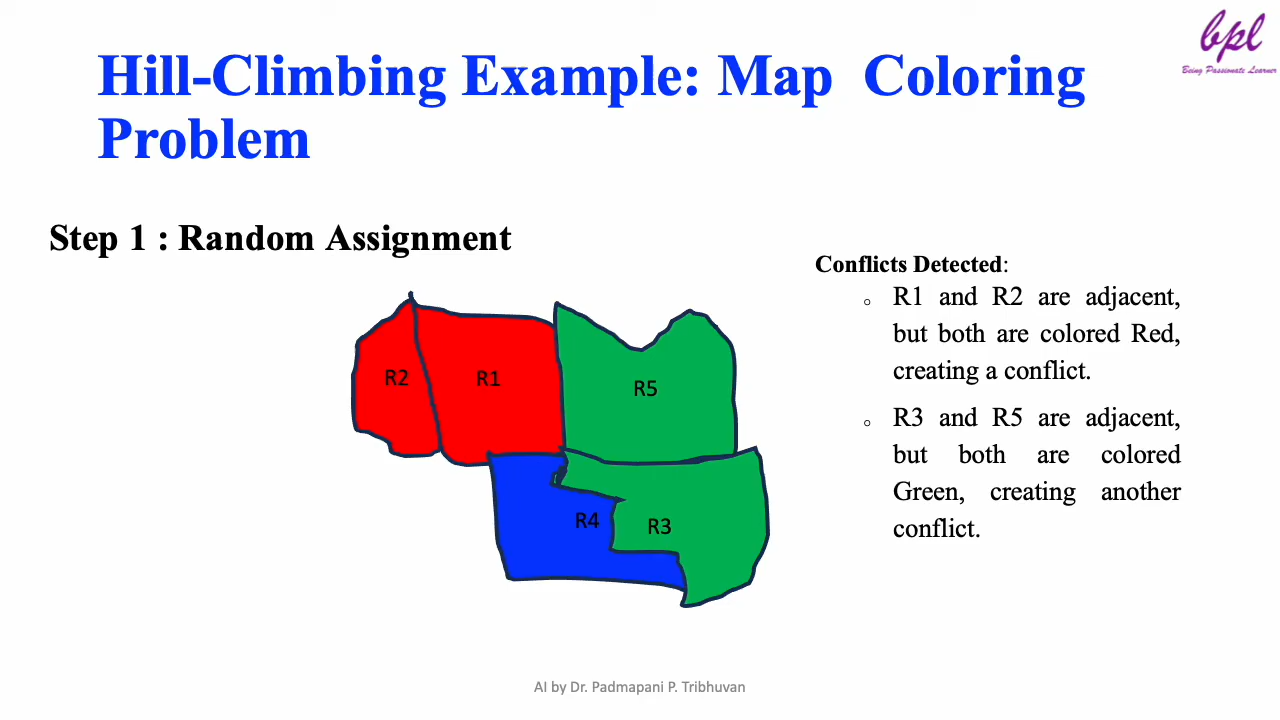 bpl
Being Passionate Learner
Hill-Climbing Example: Map Coloring
Problem
Step 1 : Random Assignment
Conflicts Detected:
R1 and R2 are adjacent,
but both are colored Red,
creating a conflict.
R3 and R5 are adjacent,
but both are colored
Green, creating another
conflict.
R2
R1
R5
R4
R3
AI by Dr. Padmapani P. Tribhuvan